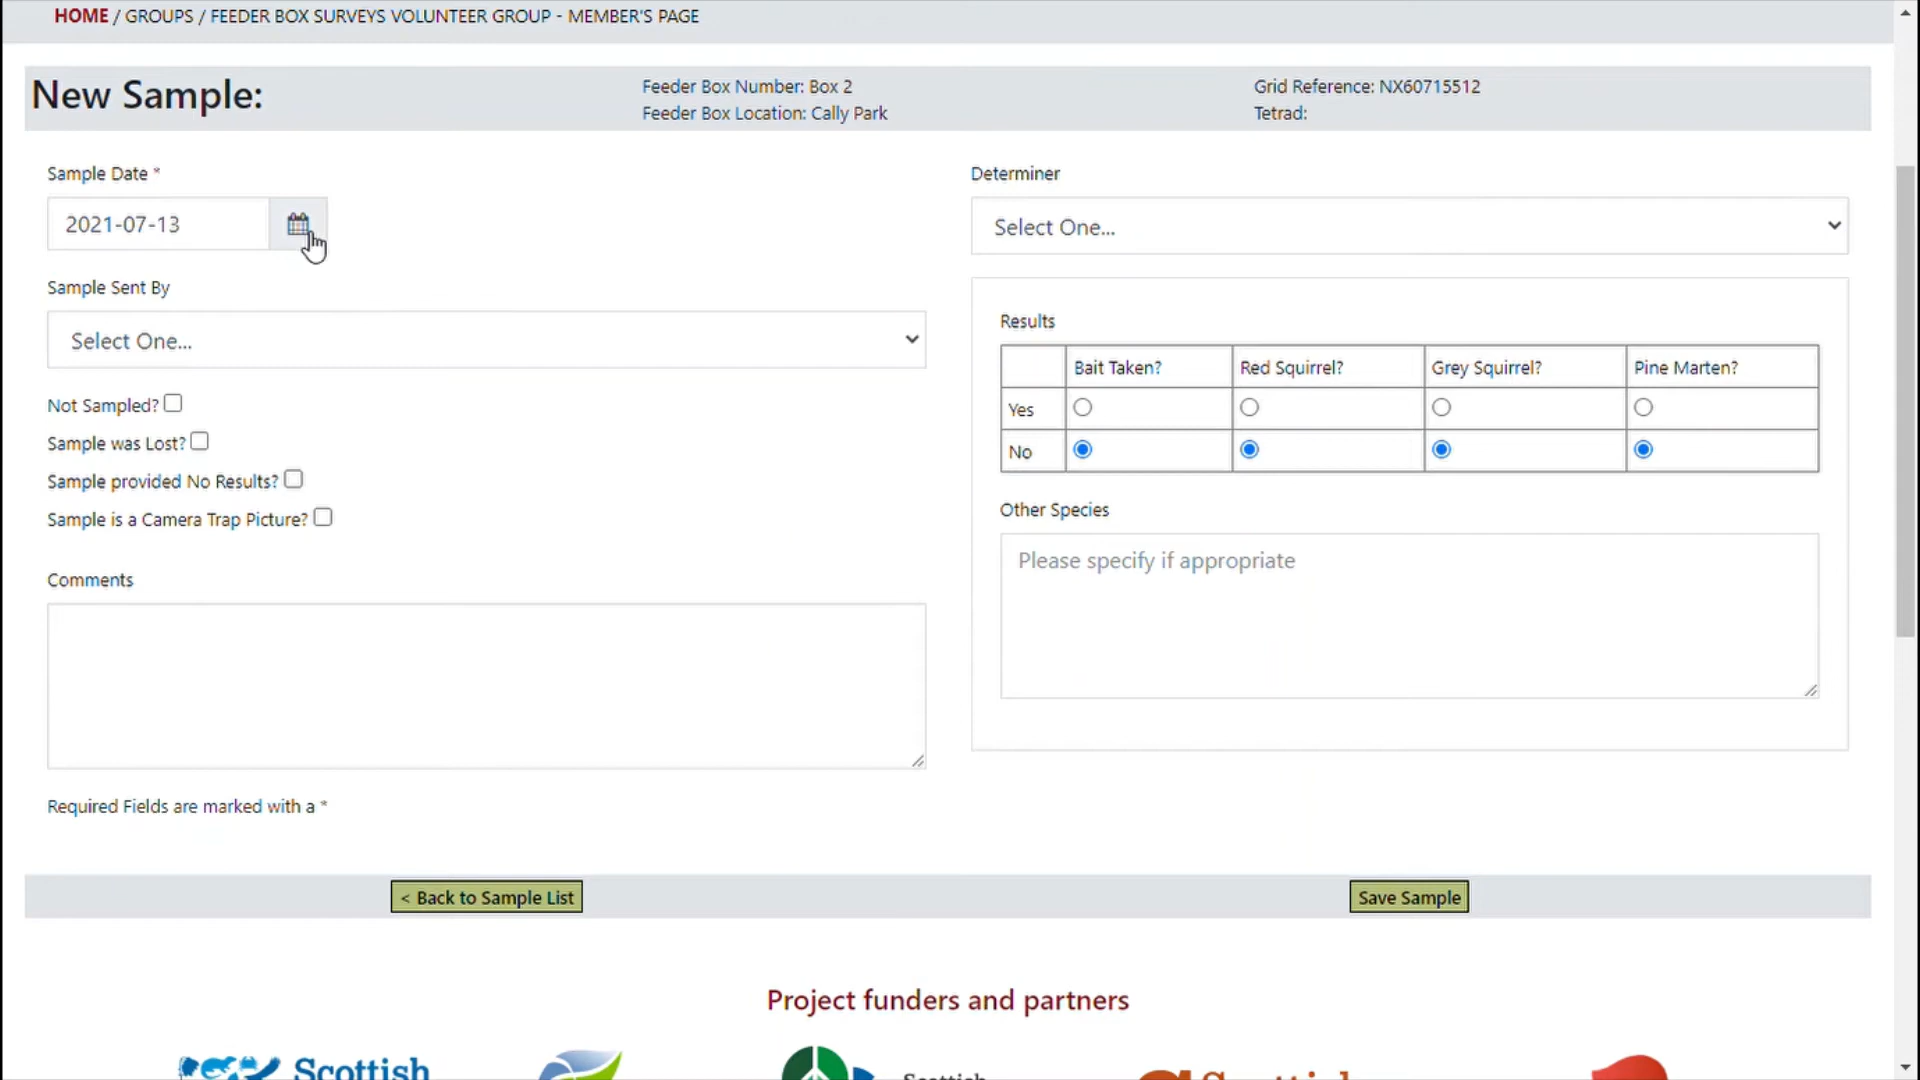 HOME / GROUPS / FEEDER BOX SURVEYS VOLUNTEER GROUP - MEMBER'S PAGE
New Sample:
Feeder Box Number: Box 2
Feeder Box Location: Cally Park
Grid Reference: NX60715512
Tetrad:
Sample Date *
2021-07-13
Sample Sent By
Select One...
Not Sampled?
Sample was Lost?
Sample provided No Results?
Sample is a Camera Trap Picture?
Comments
Required Fields are marked with a *
Determiner
Select One...
Results
Bait Taken? Red Squirrel? Grey Squirrel? Pine Marten?
Yes
No
Other Species
Please specify if appropriate
< Back to Sample List
Save Sample
Project funders and partners
Scottish
Scottish